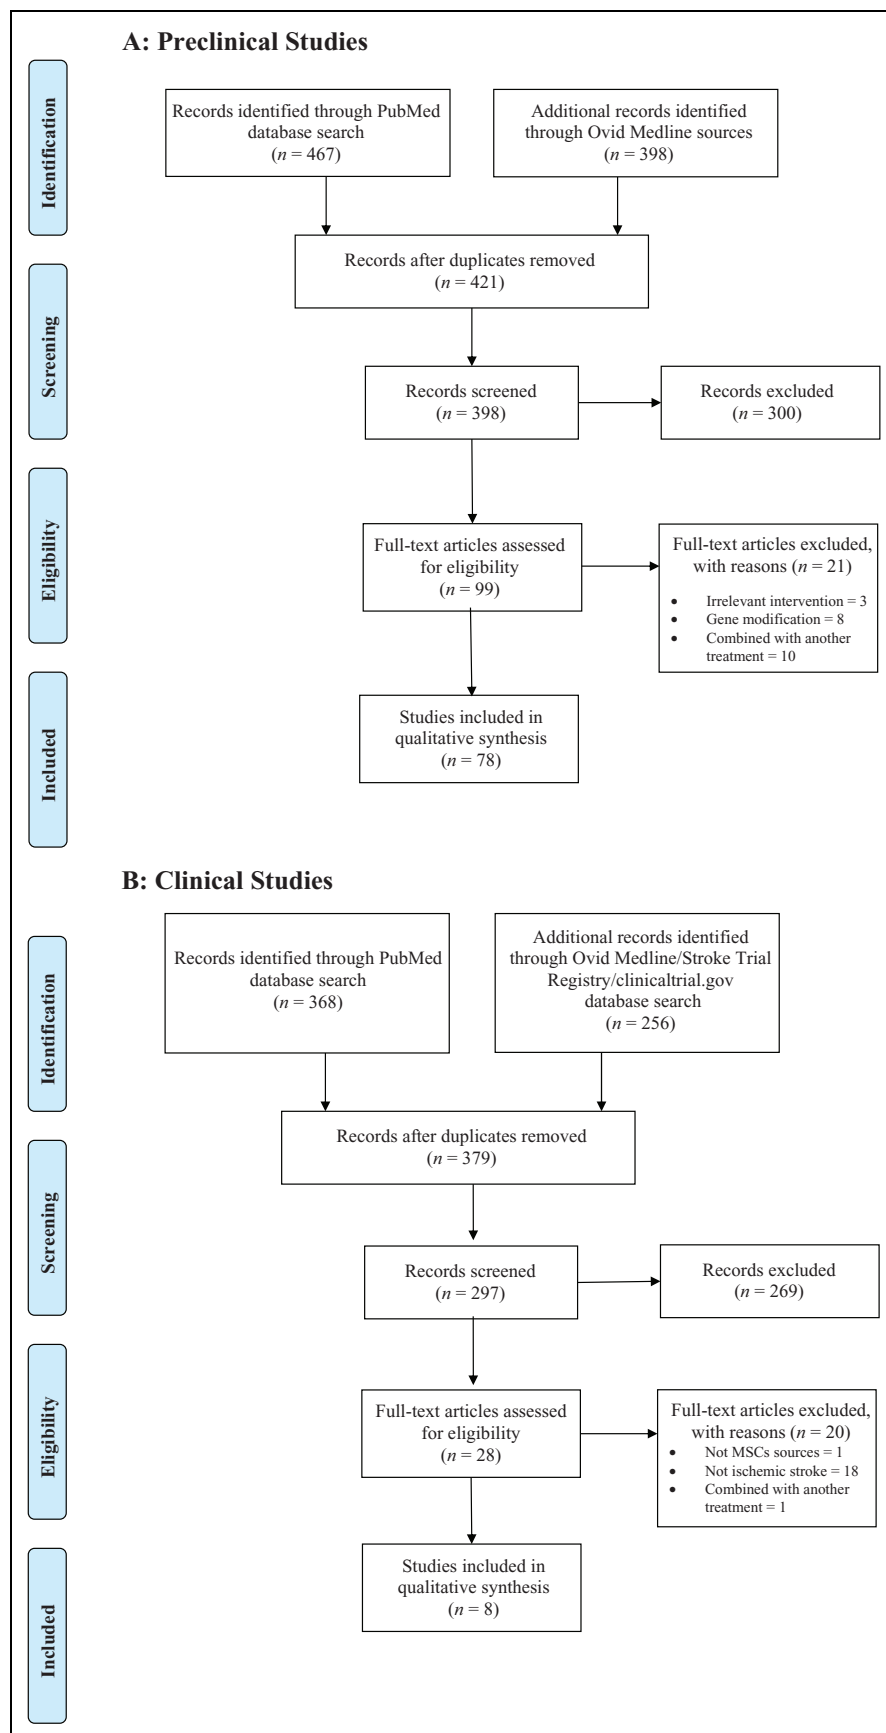 A: Preclinical Studies
Identification
Records identified through PubMed
database search
(n = 467)
Additional records identified
through Ovid Medline sources
(n = 398)
Records after duplicates removed
(n = 421)
Screening
Records screened
(n = 398)
Records excluded
(n = 300)
Eligibility
Full-text articles assessed
for eligibility
(n = 99)
Full-text articles excluded,
with reasons (n = 21)
• Irrelevant intervention = 3
• Gene modification = 8
• Combined with another
treatment = 10
Included
Studies included in
qualitative synthesis
(n = 78)
B: Clinical Studies
Identification
Records identified through PubMed
database search
(n = 368)
Additional records identified
through Ovid Medline/Stroke Trial
Registry/clinicaltrial.gov
database search
(n = 256)
Records after duplicates removed
(n = 379)
Screening
Records screened
(n = 297)
Records excluded
(n = 269)
Eligibility
Full-text articles assessed
for eligibility
(n = 28)
Full-text articles excluded,
with reasons (n = 20)
• Not MSCs sources = 1
• Not ischemic stroke = 18
• Combined with another
treatment = 1
Included
Studies included in
qualitative synthesis
(n = 8)